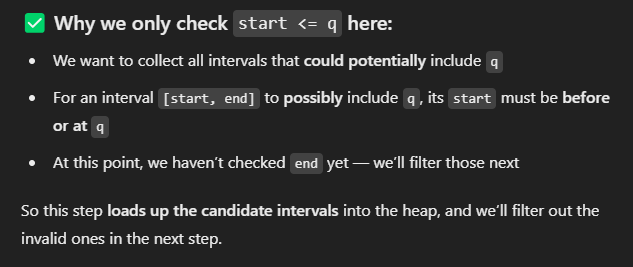 ✅ Why we only check start <= q here:
• We want to collect all intervals that could potentially include q
• For an interval [start, end] to possibly include q, its start must be before
or at q
• At this point, we haven't checked end yet — we'll filter those next
So this step loads up the candidate intervals into the heap, and we'll filter out the
invalid ones in the next step.